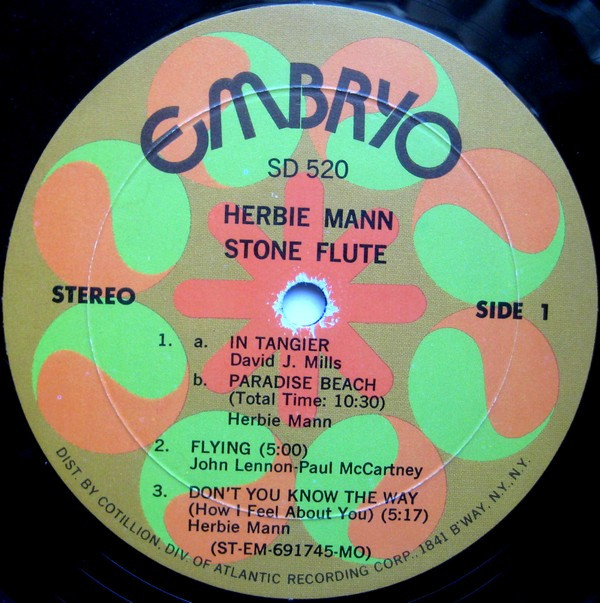 EMBRYO
SD 520
HERBIE MANN
STONE FLUTE
STEREO
SIDE 1
1. a. IN TANGIER
David J. Mills
b. PARADISE BEACH
(Total Time: 10:30)
Herbie Mann
2. FLYING (5:00)
John Lennon-Paul McCartney
3. DON'T YOU KNOW THE WAY
(How I Feel About You) (5:17)
Herbie Mann
(ST-EM-691745-MO)
DIST. BY COTILLION, DIV. OF ATLANTIC RECORDING CORP., 1841 B'WAY, N.Y., N.Y.